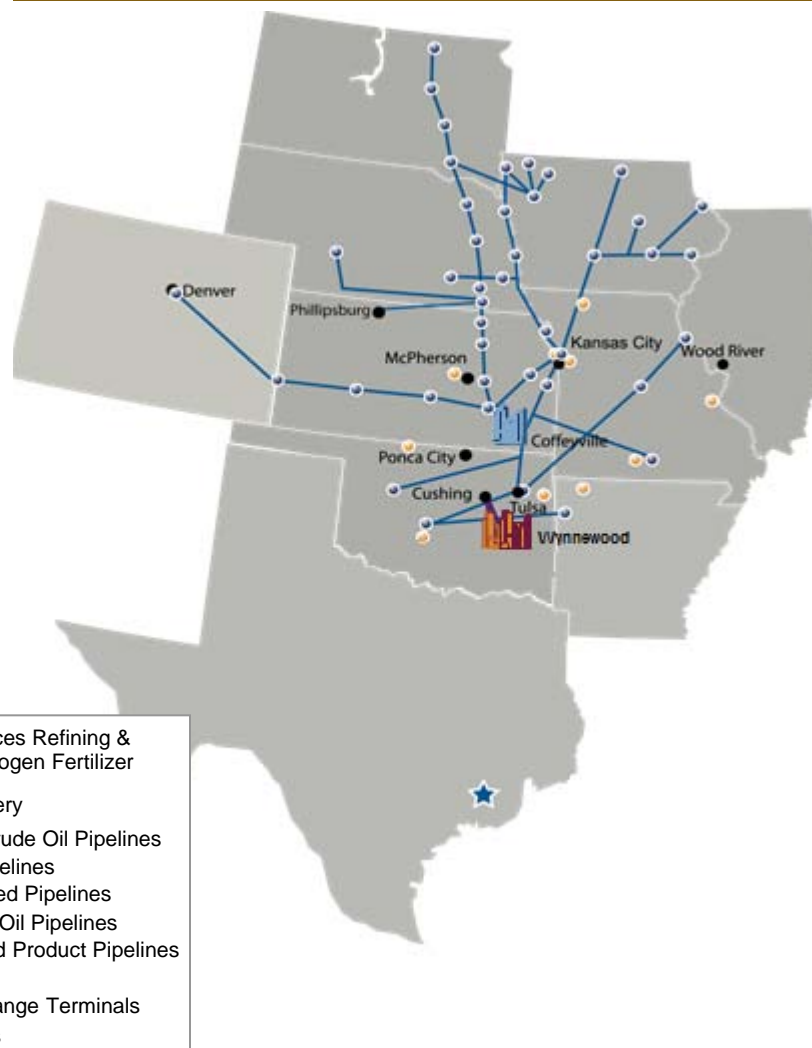 Denver
Phillipsburg
Kansas City
McPherson
Wood River
Coffeyville
Ponca City
Cushing
Tulsa
Wynnewood
ces Refining &
ogen Fertilizer
ery
rude Oil Pipelines
elines
ed Pipelines
Oil Pipelines
d Product Pipelines
ange Terminals